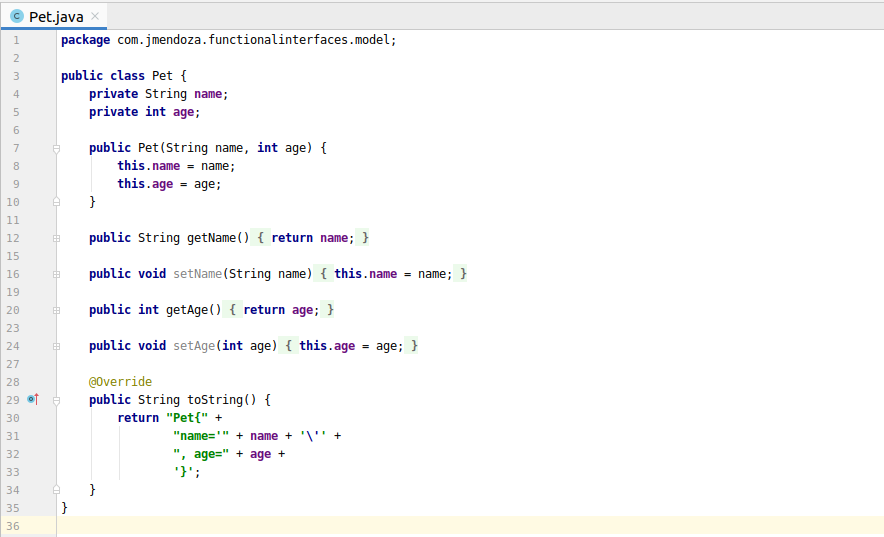 C Pet.java ×
1 package com.jmendoza.functionalinterfaces.model;
2
3 public class Pet {
4     private String name;
5     private int age;
6
7     public Pet(String name, int age) {
8         this.name = name;
9         this.age = age;
10     }
11
12     public String getName() { return name; }
15
16     public void setName(String name) { this.name = name; }
19
20     public int getAge() { return age; }
23
24     public void setAge(int age) { this.age = age; }
27
28     @Override
29     public String toString() {
30         return "Pet{" +
31                 "name='" + name + '\'' +
32                 ", age=" + age +
33                 '}';
34     }
35 }
36